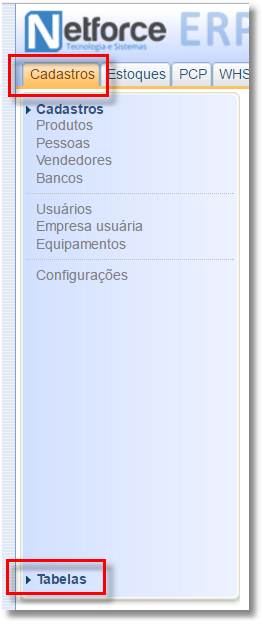 Netforce ERP
Tecnologia e Sistemas
Cadastros Estoques PCP WHS
Cadastros
Produtos
Pessoas
Vendedores
Bancos
Usuários
Empresa usuária
Equipamentos
Configurações
Tabelas